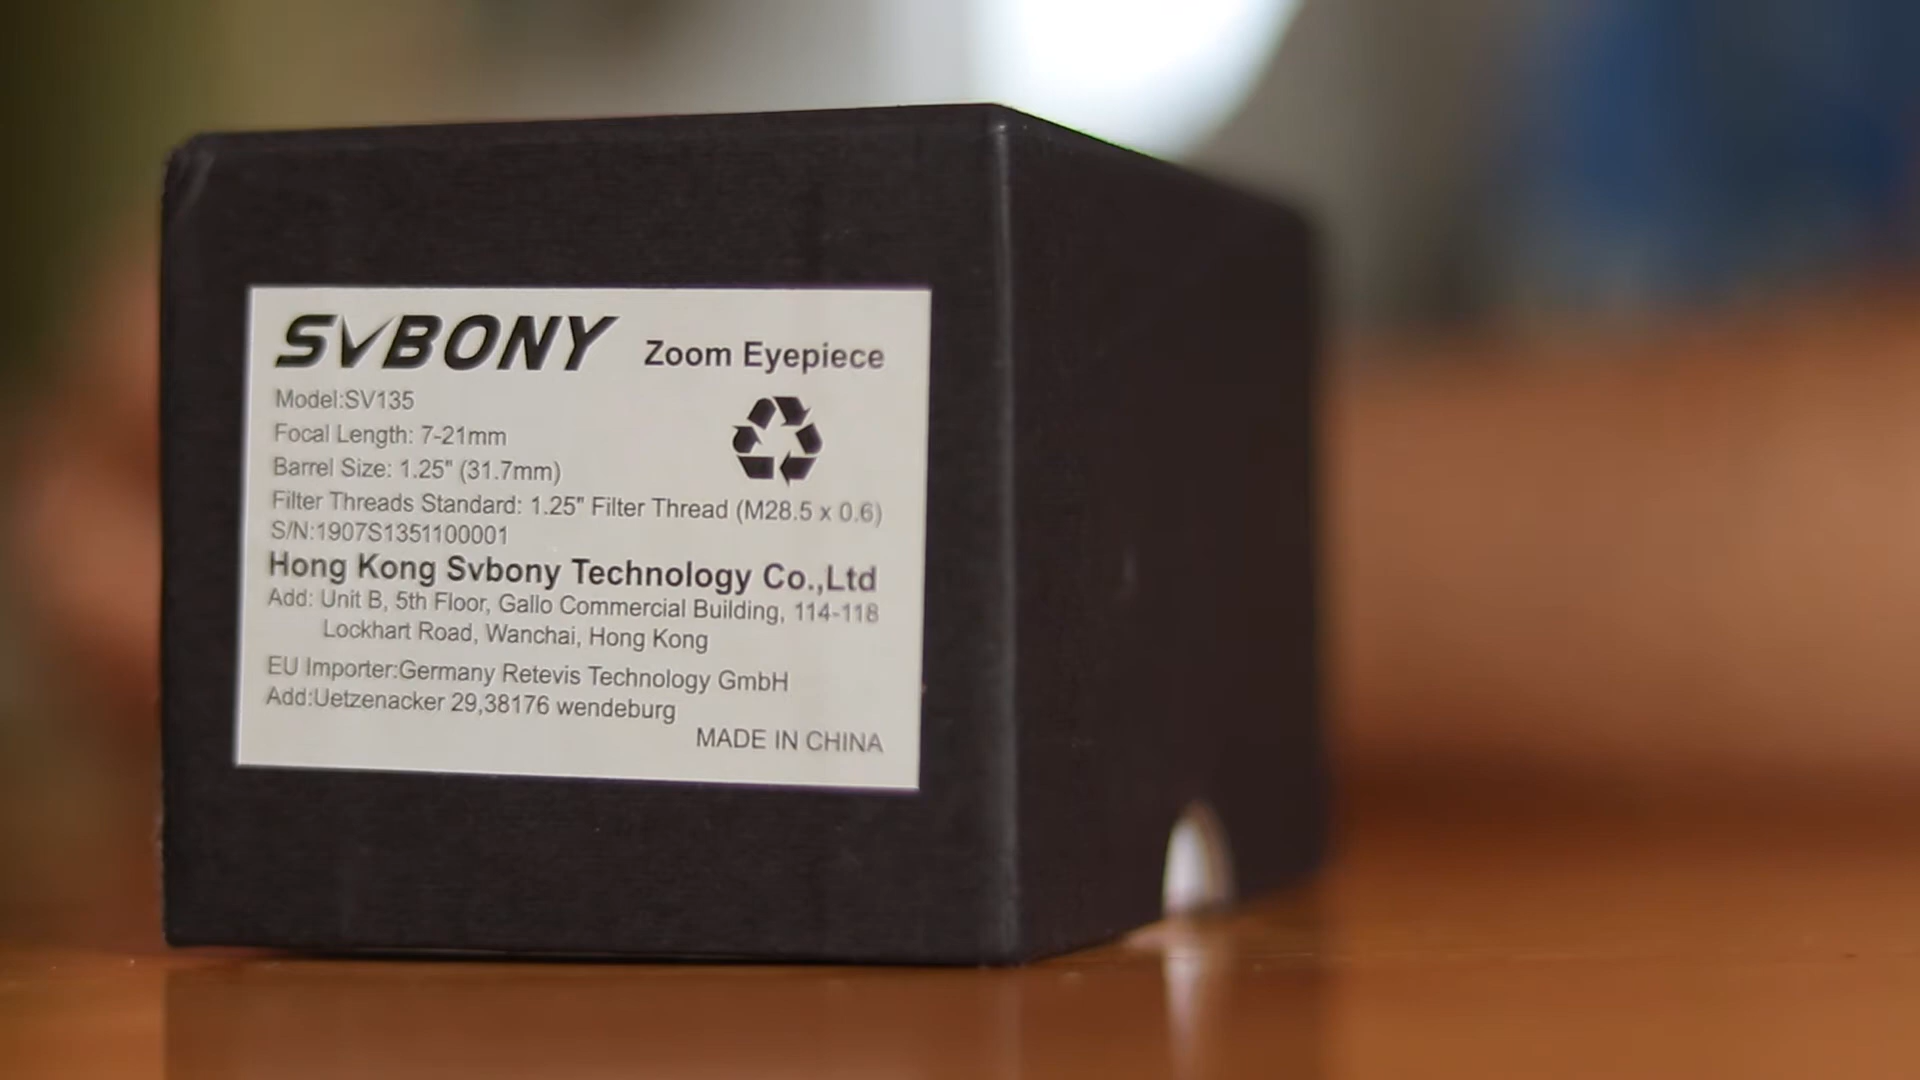 SVBONY Zoom Eyepiece
Model:SV135
Focal Length: 7-21mm
Barrel Size: 1.25" (31.7mm)
Filter Threads Standard: 1.25" Filter Thread (M28.5 x 0.6)
S/N:1907S1351100001
Hong Kong Svbony Technology Co.,Ltd
Add: Unit B, 5th Floor, Gallo Commercial Building, 114-118
Lockhart Road, Wanchai, Hong Kong
EU Importer:Germany Retevis Technology GmbH
Add:Uetzenacker 29,38176 wendeburg
MADE IN CHINA